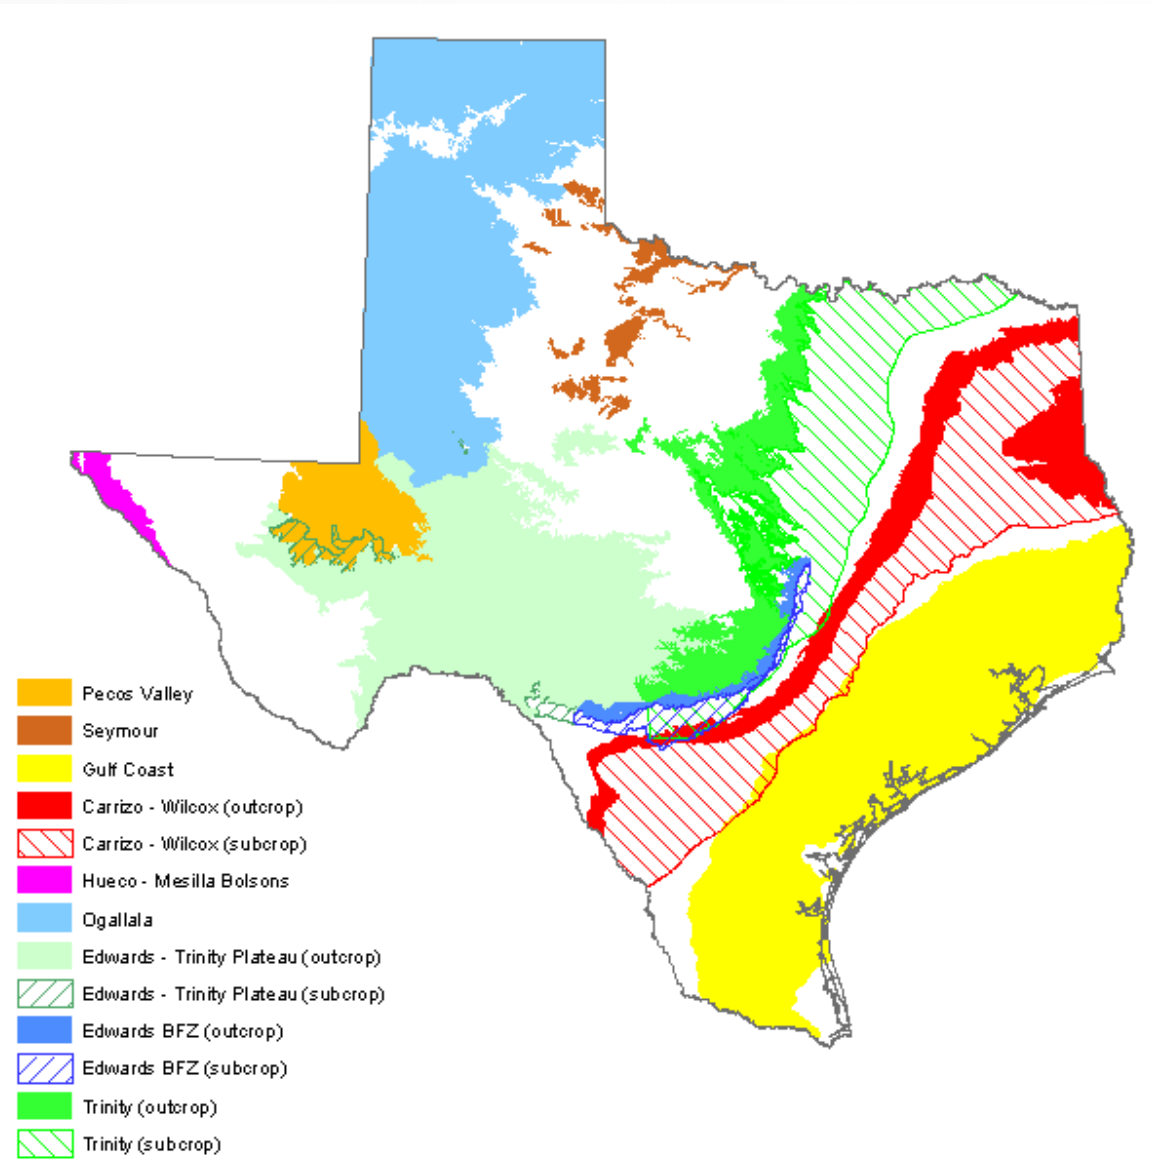 Pecos Valley
Seymour
Gulf Coast
Carrizo - Wilcox (outcrop)
Carrizo - Wilcox (subcrop)
Hueco - Mesilla Bolsons
Ogallala
Edwards - Trinity Plateau (outcrop)
Edwards - Trinity Plateau (subcrop)
Edwards BFZ (outcrop)
Edwards BFZ (subcrop)
Trinity (outcrop)
Trinity (subcrop)